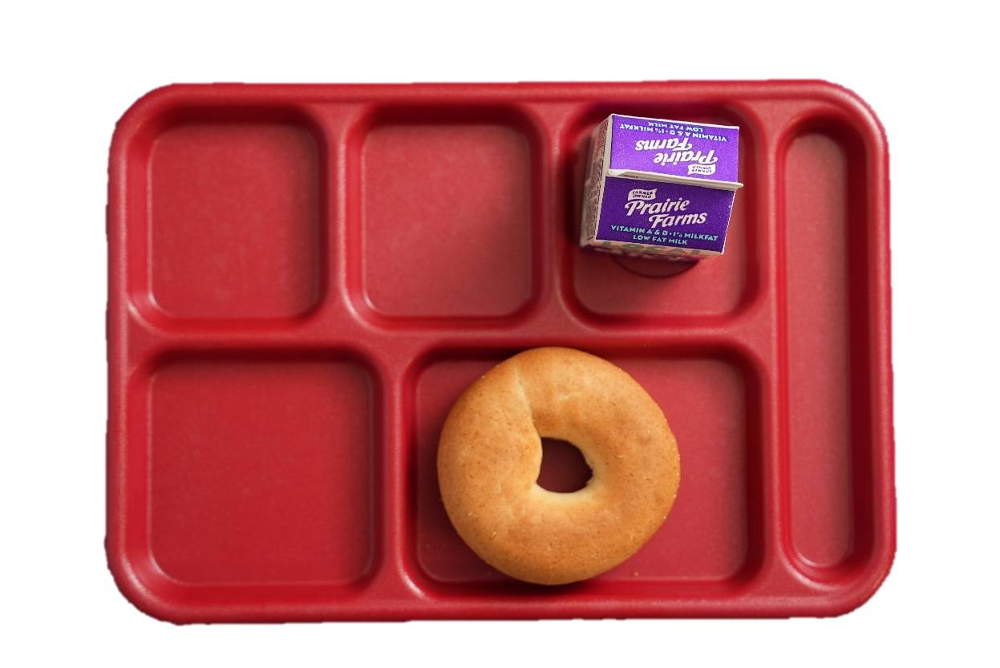 VITAMIN A & D • 1% MILKFAT
LOW FAT MILK
Prairie
Farms
FARMER
OWNED
FARMER
OWNED
Prairie
Farms
VITAMIN A & D • 1% MILKFAT
LOW FAT MILK
LOCAL